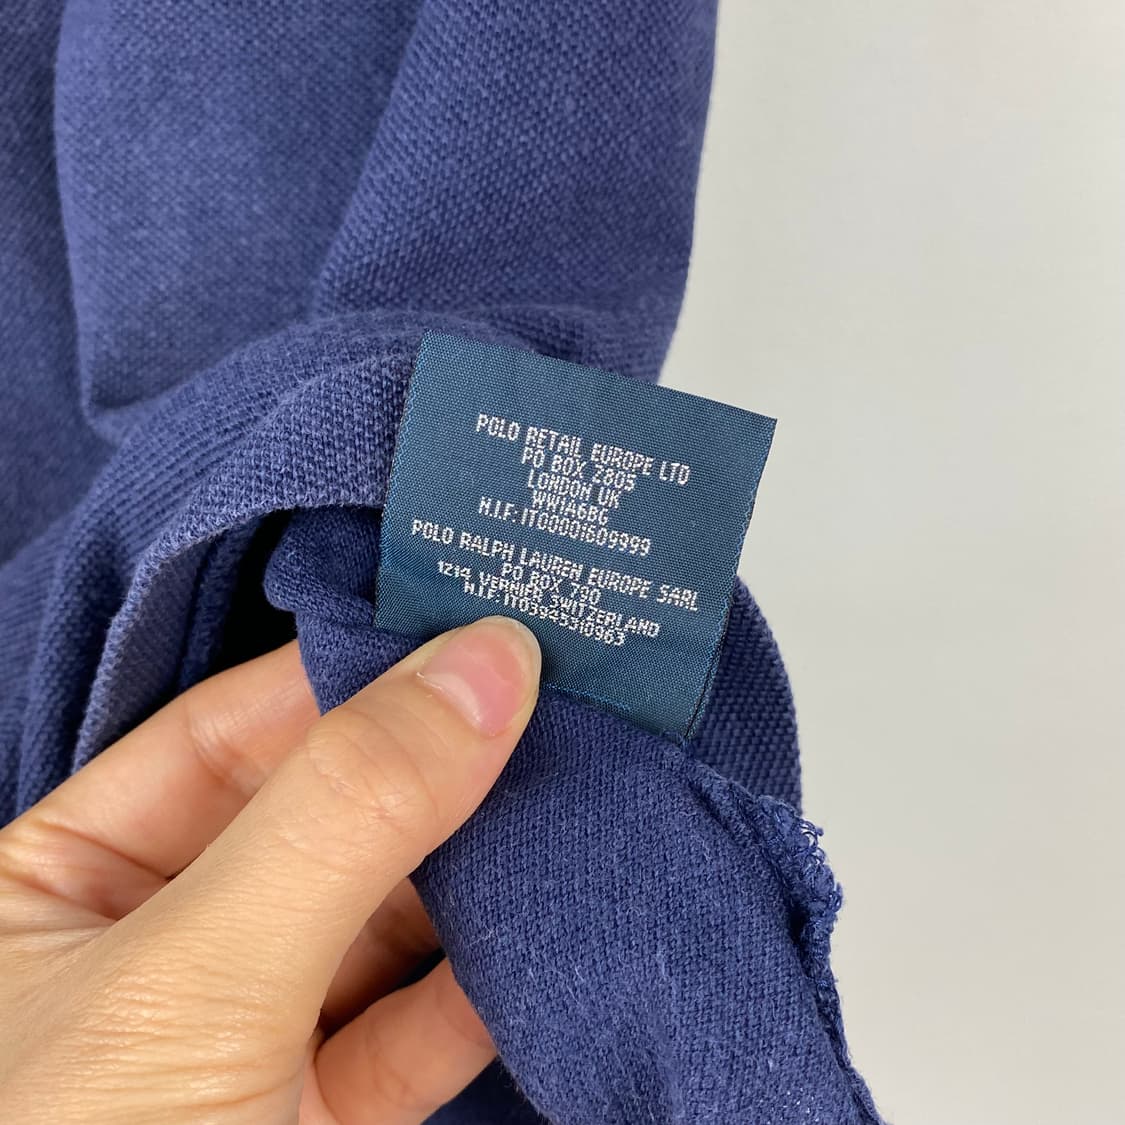 POLO RETAIL EUROPE LTD
PO BOX 2805
LONDON UK
WW1A6BG
N.I.F: IT00001609999
POLO RALPH LAUREN EUROPE SARL
PO BOX 790
1214 VERNIER SWITZERLAND
N.I.F. IT03945310963